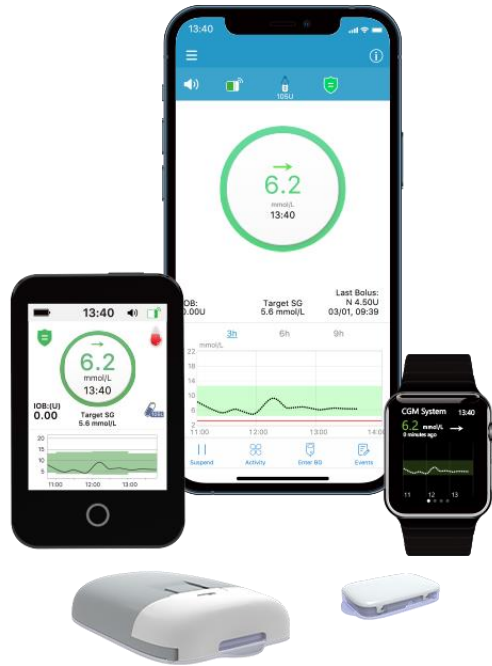 13:40
105U
6.2
mmol/L
13:40
IOB:
0.00U
Target SG
5.6 mmol/L
Last Bolus:
N 4.50U
03/01, 09:39
3h 6h 9h
mmol/L
22
18
14
10
6
2
11:00 12:00 13:00 14:00
Suspend Activity Enter BG Events
13:40
6.2
mmol/L
13:40
IOB:(U)
0.00
Target SG
5.6 mmol/L
20
15
10
5
11:00 12:00 13:00
CGM System 13:40
6.2 mmol/L
0 minutes ago
11 12 13